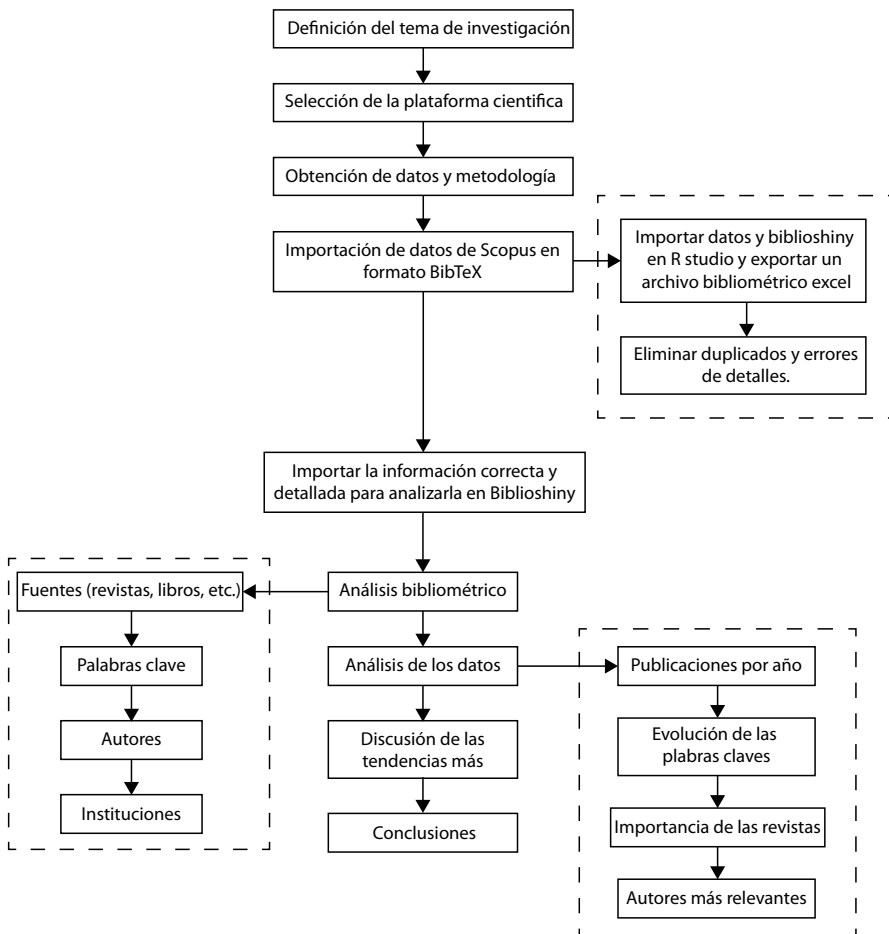 Definición del tema de investigación
Selección de la plataforma cientifica
Obtención de datos y metodología
Importación de datos de Scopus en
formato BibTeX
Importar datos y biblioshiny
en R studio y exportar un
archivo bibliométrico excel
Eliminar duplicados y errores
de detalles.
Importar la información correcta y
detallada para analizarla en Biblioshiny
Análisis bibliométrico
Fuentes (revistas, libros, etc.)
Palabras clave
Autores
Instituciones
Análisis de los datos
Discusión de las
tendencias más
Conclusiones
Publicaciones por año
Evolución de las
plabras claves
Importancia de las revistas
Autores más relevantes